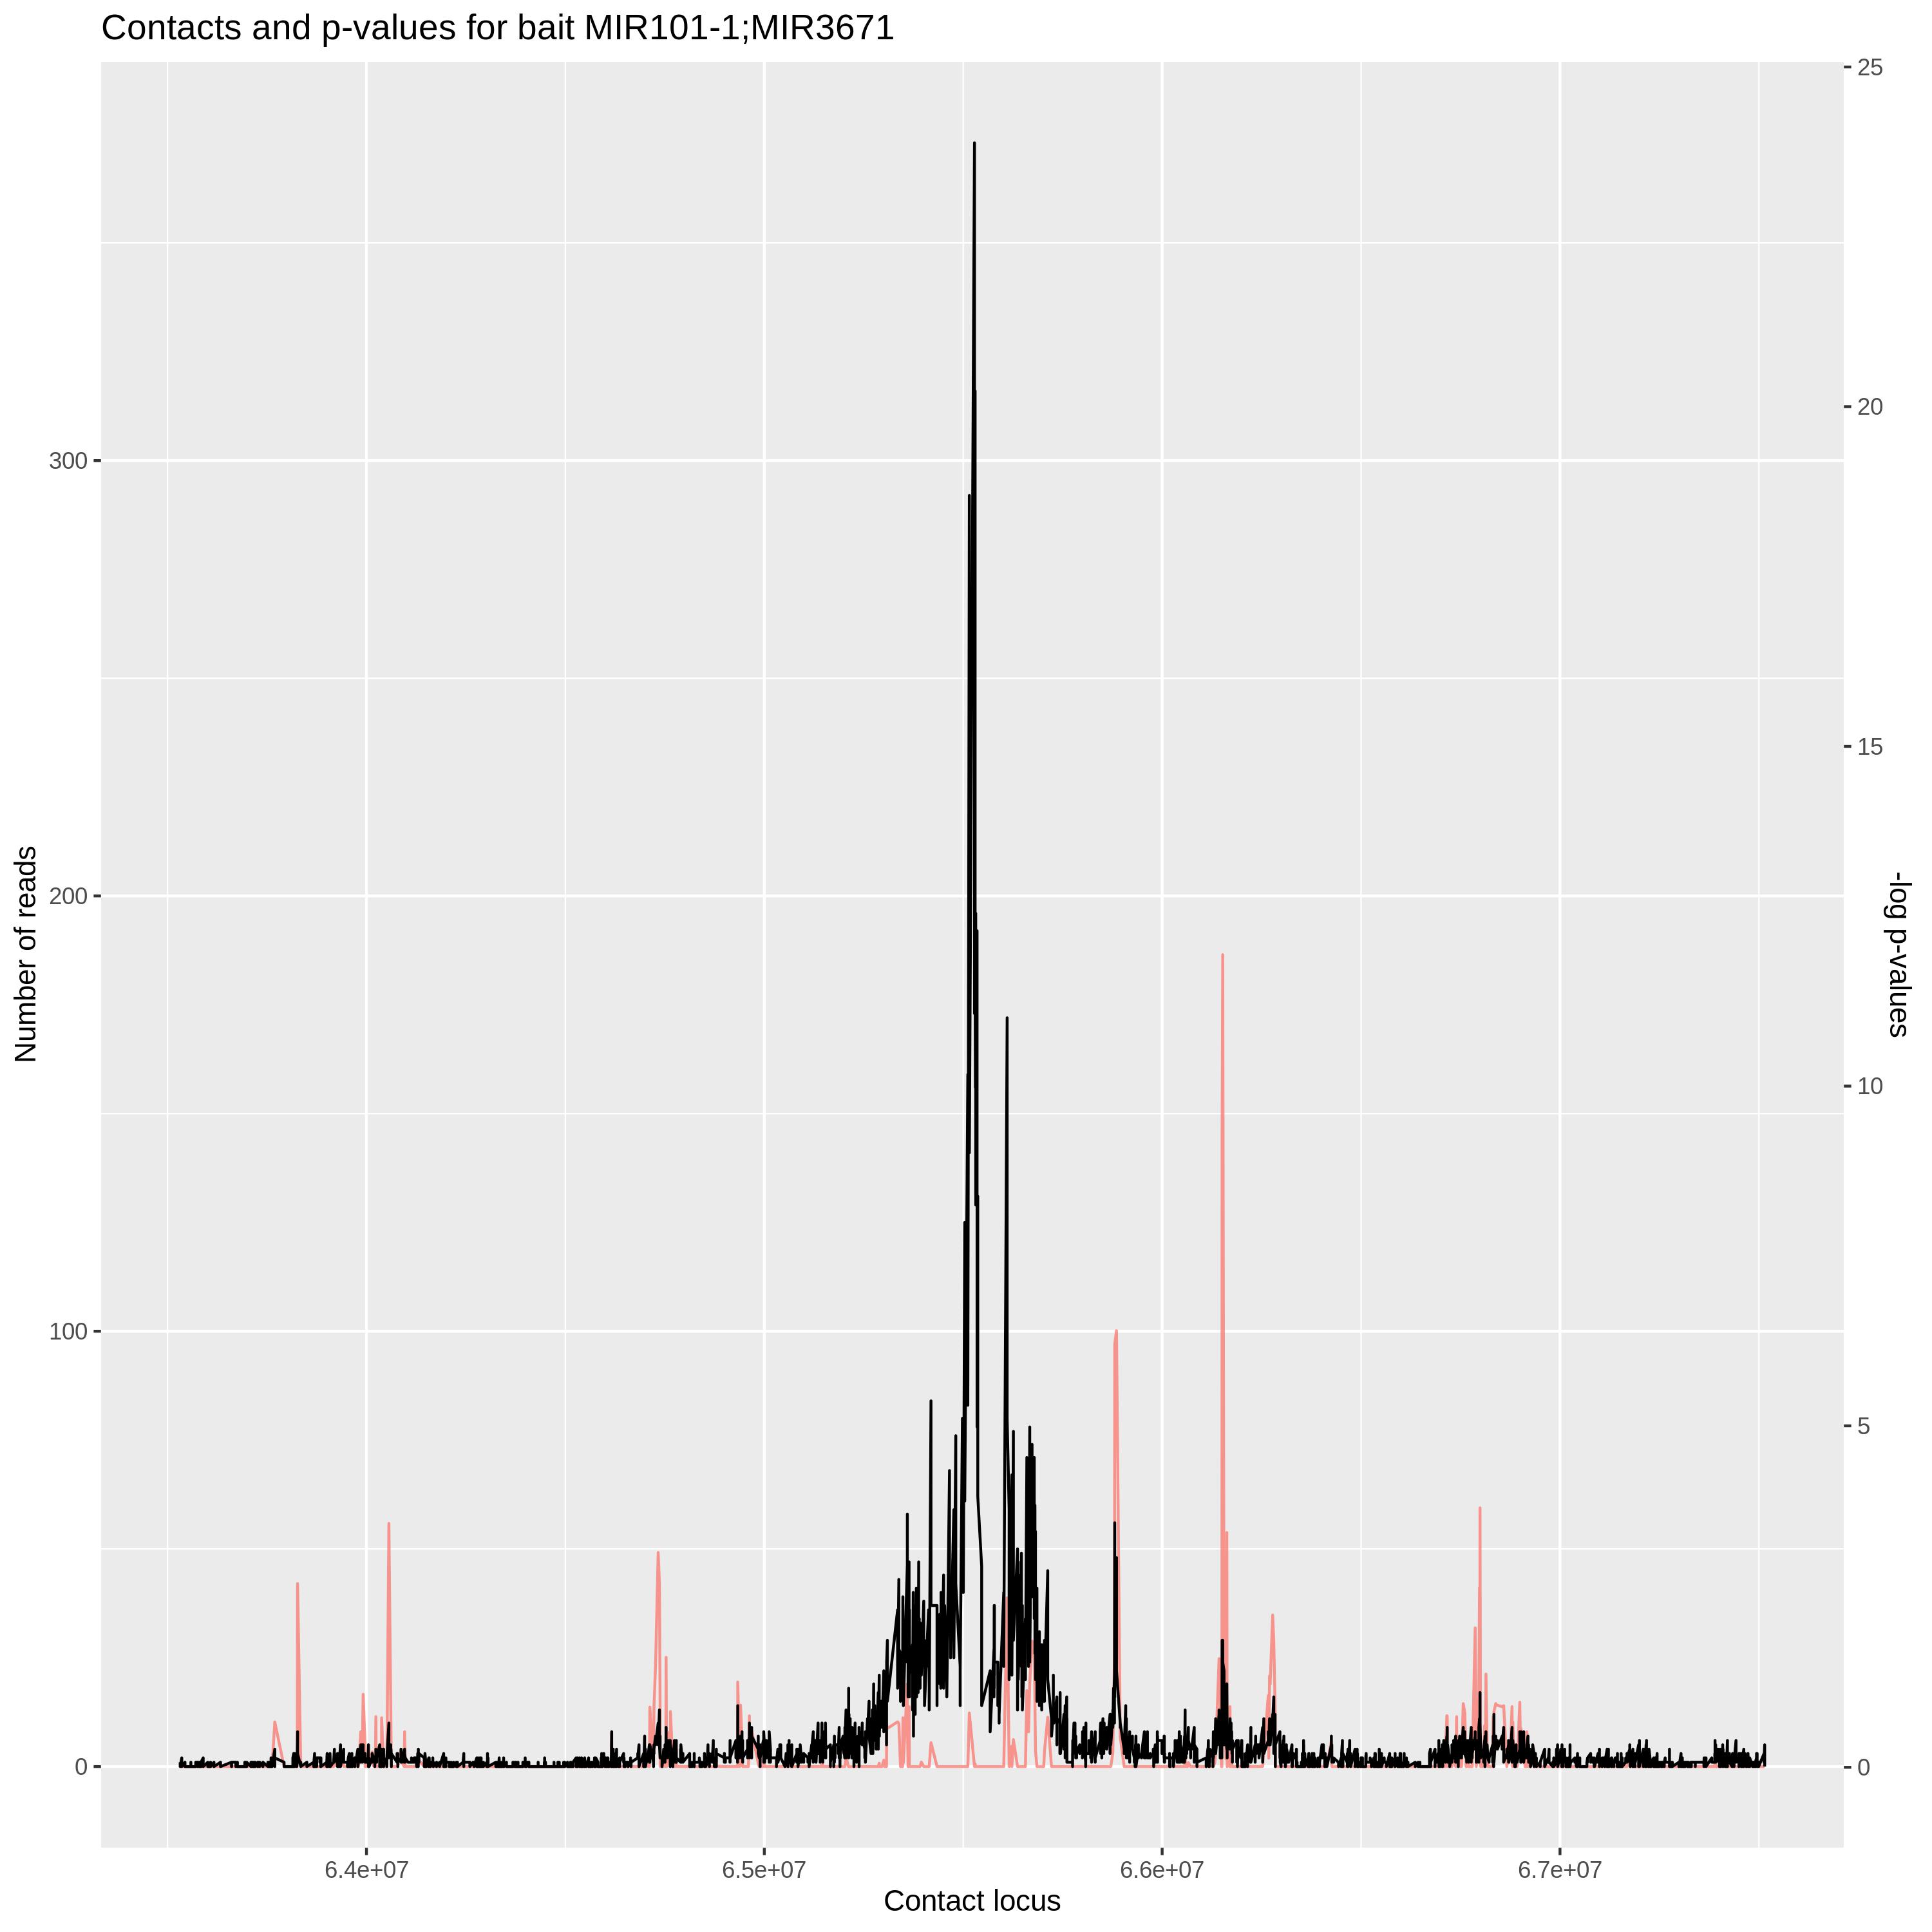 Contacts and p-values for bait MIR101-1;MIR3671
Number of reads
300
200
100
0
25
20
15
10
5
0
-log p-values
6.4e+07
6.5e+07
6.6e+07
6.7e+07
Contact locus